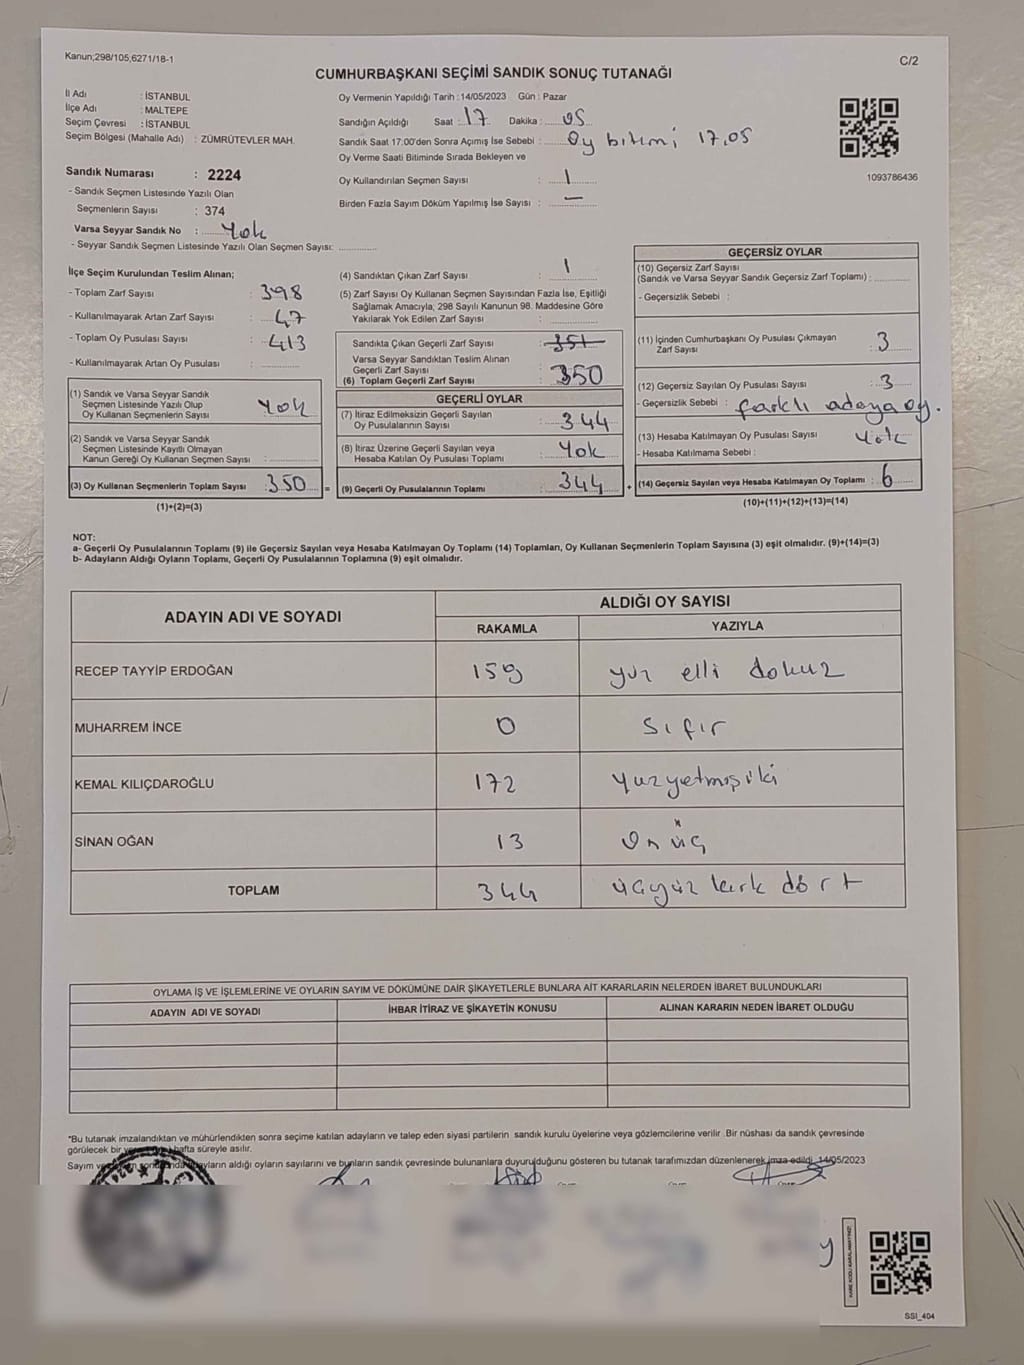 Kanun;298/105,6271/18-1
C/2
CUMHURBAŞKANI SEÇİMİ SANDIK SONUÇ TUTANAĞI
İl Adı : İSTANBUL
İlçe Adı : MALTEPE
Seçim Çevresi : İSTANBUL
Seçim Bölgesi (Mahalle Adı) : ZÜMRÜTEVLER MAH.
Sandık Numarası : 2224
- Sandık Seçmen Listesinde Yazılı Olan
Seçmenlerin Sayısı : 374
Varsa Seyyar Sandık No : Yok
- Seyyar Sandık Seçmen Listesinde Yazılı Olan Seçmen Sayısı: ..............
Oy Vermenin Yapıldığı Tarih : 14/05/2023 Gün : Pazar
Sandığın Açıldığı Saat : 17 Dakika : 05
Sandık Saat 17:00'den Sonra Açımış İse Sebebi : Oy bitimi 17.05
Oy Verme Saati Bitiminde Sırada Bekleyen ve
Oy Kullandırılan Seçmen Sayısı : 1
Birden Fazla Sayım Döküm Yapılmış İse Sayısı : —
1093786436
İlçe Seçim Kurulundan Teslim Alınan;
- Toplam Zarf Sayısı : 398
- Kullanılmayarak Artan Zarf Sayısı : 47
- Toplam Oy Pusulası Sayısı : 413
- Kullanılmayarak Artan Oy Pusulası : ..............
(1) Sandık ve Varsa Seyyar Sandık
Seçmen Listesinde Yazılı Olup
Oy Kullanan Seçmenlerin Sayısı : Yok
(2) Sandık ve Varsa Seyyar Sandık
Seçmen Listesinde Kayıtlı Olmayan
Kanun Gereği Oy Kullanan Seçmen Sayısı : ..............
(3) Oy Kullanan Seçmenlerin Toplam Sayısı : 350 =
(1)+(2)=(3)
(4) Sandıktan Çıkan Zarf Sayısı : 1
(5) Zarf Sayısı Oy Kullanan Seçmen Sayısından Fazla İse, Eşitliği
Sağlamak Amacıyla, 298 Sayılı Kanunun 98. Maddesine Göre
Yakılarak Yok Edilen Zarf Sayısı : ..............
Sandıkta Çıkan Geçerli Zarf Sayısı : 351
Varsa Seyyar Sandıktan Teslim Alınan
Geçerli Zarf Sayısı :
(6) Toplam Geçerli Zarf Sayısı : 350
GEÇERLİ OYLAR
(7) İtiraz Edilmeksizin Geçerli Sayılan
Oy Pusulalarının Sayısı : 344
(8) İtiraz Üzerine Geçerli Sayılan veya
Hesaba Katılan Oy Pusulası Toplamı : Yok
(9) Geçerli Oy Pusulalarının Toplamı : 344 +
GEÇERSİZ OYLAR
(10) Geçersiz Zarf Sayısı
(Sandık ve Varsa Seyyar Sandık Geçersiz Zarf Toplamı) : ..............
- Geçersizlik Sebebi :
(11) İçinden Cumhurbaşkanı Oy Pusulası Çıkmayan
Zarf Sayısı : 3
(12) Geçersiz Sayılan Oy Pusulası Sayısı : 3
- Geçersizlik Sebebi : farklı adaya oy.
(13) Hesaba Katılmayan Oy Pusulası Sayısı : Yok
- Hesaba Katılmama Sebebi :
(14) Geçersiz Sayılan veya Hesaba Katılmayan Oy Toplamı : 6
(10)+(11)+(12)+(13)=(14)
NOT:
a- Geçerli Oy Pusulalarının Toplamı (9) ile Geçersiz Sayılan veya Hesaba Katılmayan Oy Toplamı (14) Toplamları, Oy Kullanan Seçmenlerin Toplam Sayısına (3) eşit olmalıdır. (9)+(14)=(3)
b- Adayların Aldığı Oyların Toplamı, Geçerli Oy Pusulalarının Toplamına (9) eşit olmalıdır.
ADAYIN ADI VE SOYADI
ALDIĞI OY SAYISI
RAKAMLA YAZIYLA
RECEP TAYYİP ERDOĞAN 159 yüz elli dokuz
MUHARREM İNCE 0 sıfır
KEMAL KILIÇDAROĞLU 172 yuzyetmişiki
SİNAN OĞAN 13 On üç
TOPLAM 344 üçyüz kırk dört
OYLAMA İŞ VE İŞLEMLERİNE VE OYLARIN SAYIM VE DÖKÜMÜNE DAİR ŞİKAYETLERLE BUNLARA AİT KARARLARIN NELERDEN İBARET BULUNDUKLARI
ADAYIN ADI VE SOYADI İHBAR İTİRAZ VE ŞİKAYETİN KONUSU ALINAN KARARIN NEDEN İBARET OLDUĞU
*Bu tutanak imzalandıktan ve mühürlendikten sonra seçime katılan adayların ve talep eden siyasi partilerin sandık kurulu üyelerine veya gözlemcilerine verilir. Bir nüshası da sandık çevresinde
görülecek bir hafta süreyle asılır.
Sayım aldığı oyların sayılarını ve bunların sandık çevresinde bulunanlara duyurulduğunu gösteren bu tutanak tarafımızdan düzenlenerek imza edildi. 14/05/2023
SSI_404